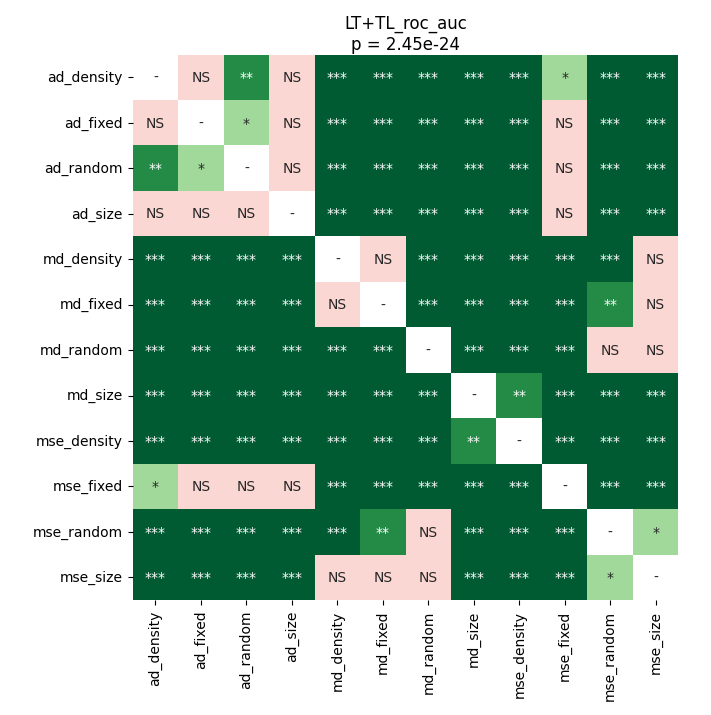 LT+TL_roc_auc
p = 2.45e-24
ad_density - NS ** NS *** *** *** *** *** * *** ***
ad_fixed NS - * NS *** *** *** *** *** NS *** ***
ad_random ** * - NS *** *** *** *** *** NS *** ***
ad_size NS NS NS - *** *** *** *** *** NS *** ***
md_density *** *** *** *** - NS *** *** *** *** *** NS
md_fixed *** *** *** *** NS - *** *** *** *** ** NS
md_random *** *** *** *** *** *** - *** *** *** NS NS
md_size *** *** *** *** *** *** *** - ** *** *** ***
mse_density *** *** *** *** *** *** *** ** - *** *** ***
mse_fixed * NS NS NS *** *** *** *** *** - *** ***
mse_random *** *** *** *** *** ** NS *** *** *** - *
mse_size *** *** *** *** NS NS NS *** *** *** * -
ad_density
ad_fixed
ad_random
ad_size
md_density
md_fixed
md_random
md_size
mse_density
mse_fixed
mse_random
mse_size